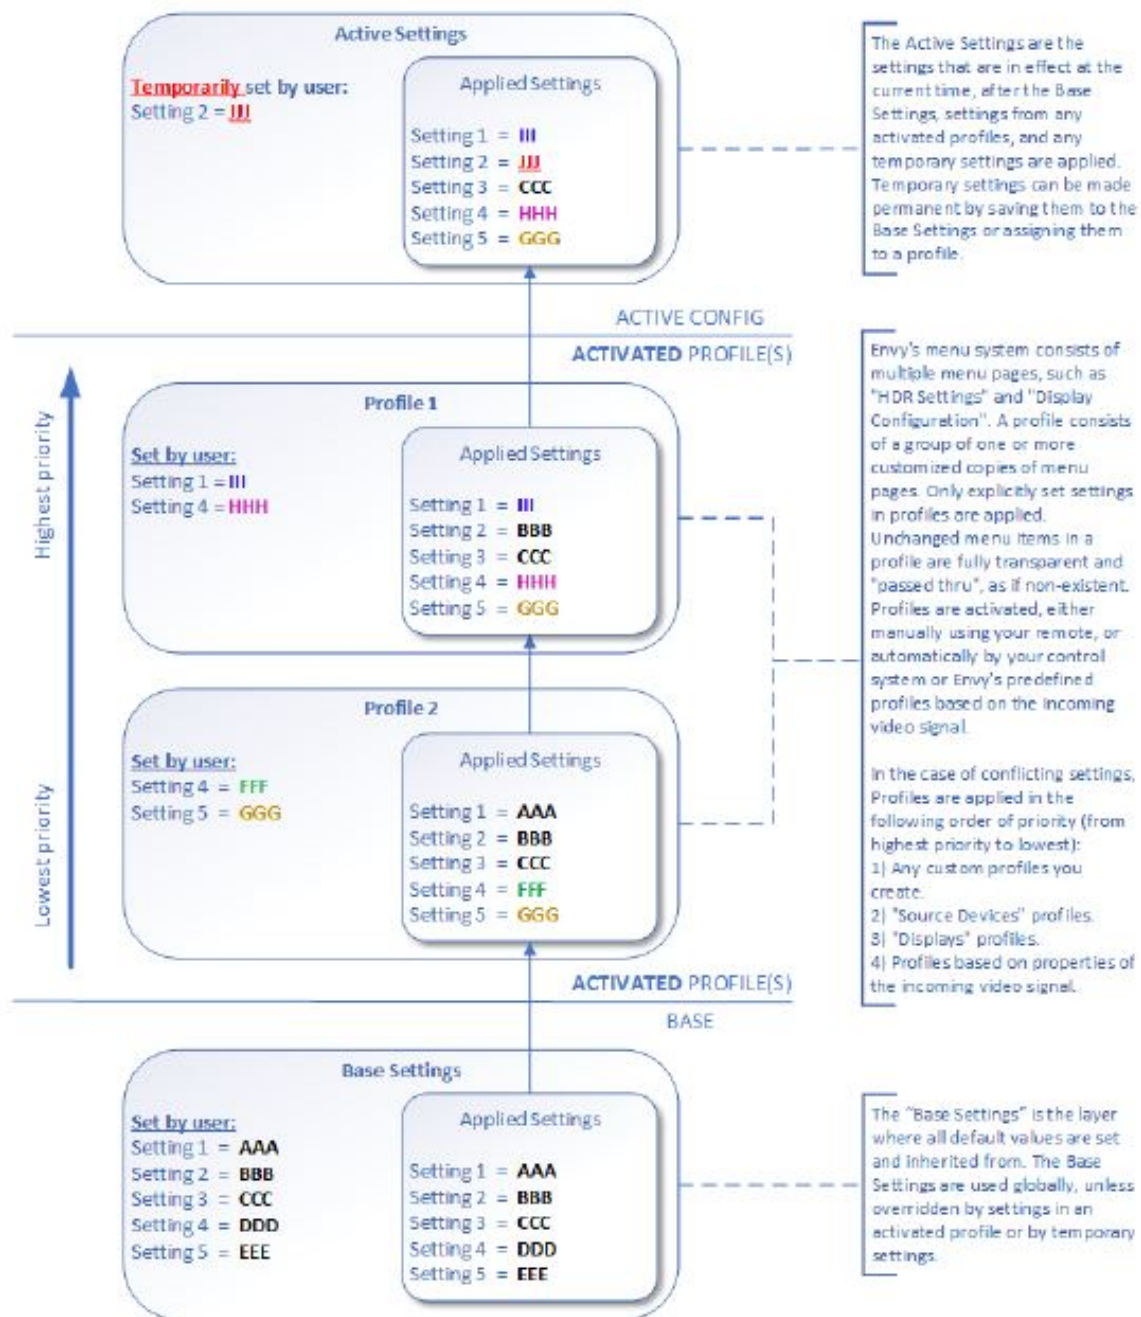 Active Settings
Temporarily set by user:
Setting 2 = JJJ
Applied Settings
Setting 1 = III
Setting 2 = JJJ
Setting 3 = CCC
Setting 4 = HHH
Setting 5 = GGG
The Active Settings are the
settings that are in effect at the
current time, after the Base
Settings, settings from any
activated profiles, and any
temporary settings are applied.
Temporary settings can be made
permanent by saving them to the
Base Settings or assigning them
to a profile.
ACTIVE CONFIG
ACTIVATED PROFILE(S)
Highest priority
Lowest priority
Profile 1
Set by user:
Setting 1 = III
Setting 4 = HHH
Applied Settings
Setting 1 = III
Setting 2 = BBB
Setting 3 = CCC
Setting 4 = HHH
Setting 5 = GGG
Profile 2
Set by user:
Setting 4 = FFF
Setting 5 = GGG
Applied Settings
Setting 1 = AAA
Setting 2 = BBB
Setting 3 = CCC
Setting 4 = FFF
Setting 5 = GGG
Envy's menu system consists of
multiple menu pages, such as
"HDR Settings" and "Display
Configuration". A profile consists
of a group of one or more
customized copies of menu
pages. Only explicitly set settings
in profiles are applied.
Unchanged menu items in a
profile are fully transparent and
"passed thru", as if non-existent.
Profiles are activated, either
manually using your remote, or
automatically by your control
system or Envy's predefined
profiles based on the incoming
video signal.
In the case of conflicting settings,
Profiles are applied in the
following order of priority (from
highest priority to lowest):
1) Any custom profiles you
create.
2) "Source Devices" profiles.
3) "Displays" profiles.
4) Profiles based on properties of
the incoming video signal.
ACTIVATED PROFILE(S)
BASE
Base Settings
Set by user:
Setting 1 = AAA
Setting 2 = BBB
Setting 3 = CCC
Setting 4 = DDD
Setting 5 = EEE
Applied Settings
Setting 1 = AAA
Setting 2 = BBB
Setting 3 = CCC
Setting 4 = DDD
Setting 5 = EEE
The "Base Settings" is the layer
where all default values are set
and inherited from. The Base
Settings are used globally, unless
overridden by settings in an
activated profile or by temporary
settings.